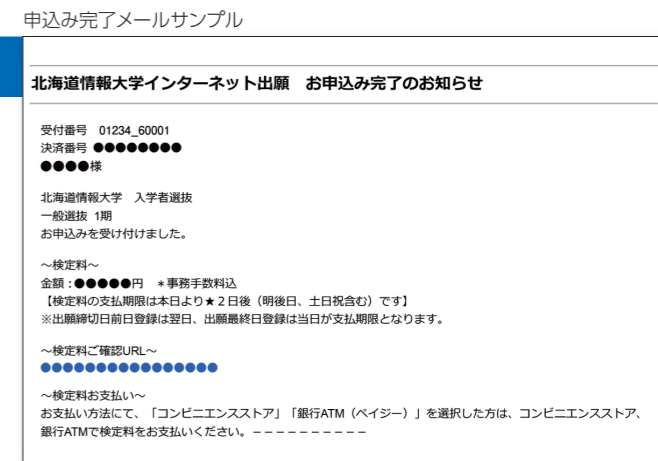 申込み完了メールサンプル
北海道情報大学インターネット出願　お申込み完了のお知らせ
受付番号　01234_60001
決済番号 ●●●●●●●●
●●●●様
北海道情報大学　入学者選抜
一般選抜 1期
お申込みを受け付けました。
～検定料～
金額：●●●●●円　＊事務手数料込
【検定料の支払期限は本日より★２日後（明後日、土日祝含む）です】
※出願締切日前日登録は翌日、出願最終日登録は当日が支払期限となります。
～検定料ご確認URL～
●●●●●●●●●●●●●●●●
～検定料お支払い～
お支払い方法にて、「コンビニエンスストア」「銀行ATM（ペイジー）」を選択した方は、コンビニエンスストア、
銀行ATMで検定料をお支払いください。－－－－－－－－－－